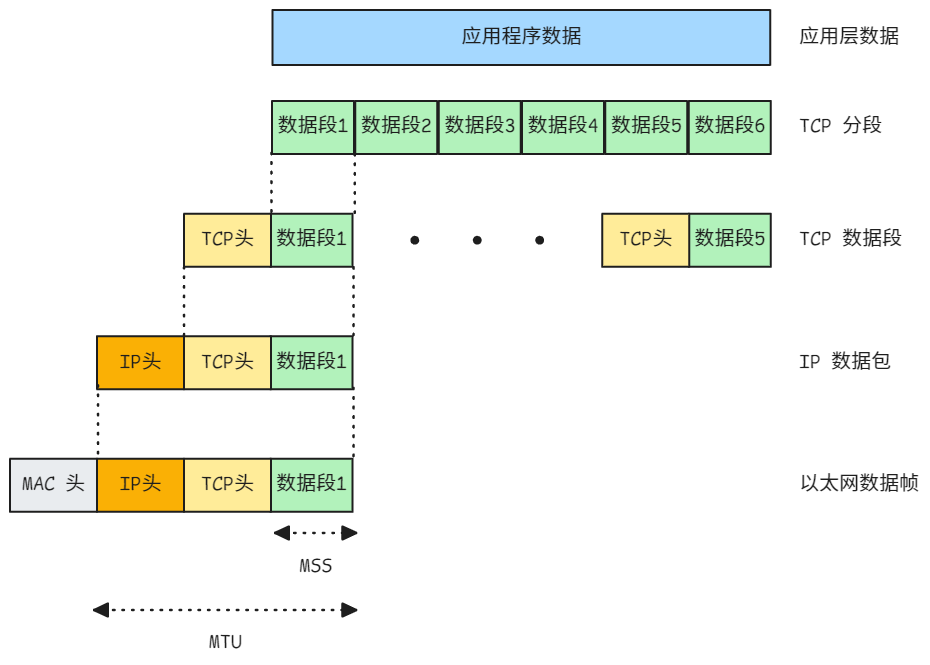 应用程序数据 应用层数据
数据段1 数据段2 数据段3 数据段4 数据段5 数据段6 TCP 分段
TCP头 数据段1 TCP头 数据段5 TCP 数据段
IP头 TCP头 数据段1 IP 数据包
MAC 头 IP头 TCP头 数据段1 以太网数据帧
MSS
MTU